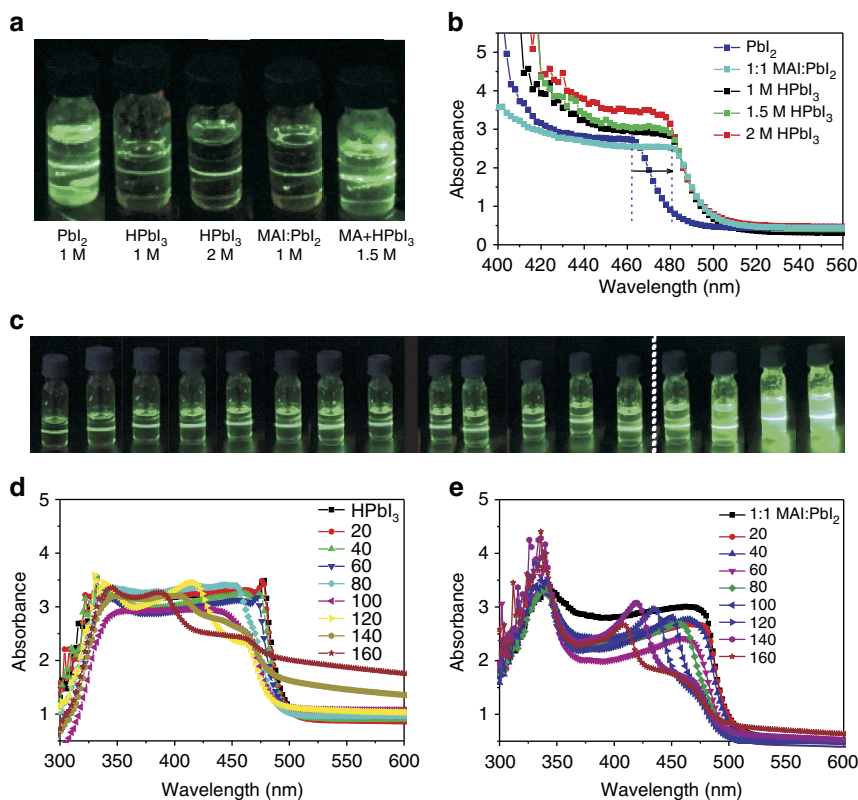 a
PbI2
1 M
HPbI3
1 M
HPbI3
2 M
MAI:PbI2
1 M
MA+HPbI3
1.5 M
b
5
4
3
2
1
0
Absorbance
400 420 440 460 480 500 520 540 560
Wavelength (nm)
PbI2
1:1 MAI:PbI2
1 M HPbI3
1.5 M HPbI3
2 M HPbI3
c
d
5
4
3
2
1
Absorbance
300 350 400 450 500 550 600
Wavelength (nm)
HPbI3
20
40
60
80
100
120
140
160
e
5
4
3
2
1
Absorbance
300 350 400 450 500 550 600
Wavelength (nm)
1:1 MAI:PbI2
20
40
60
80
100
120
140
160